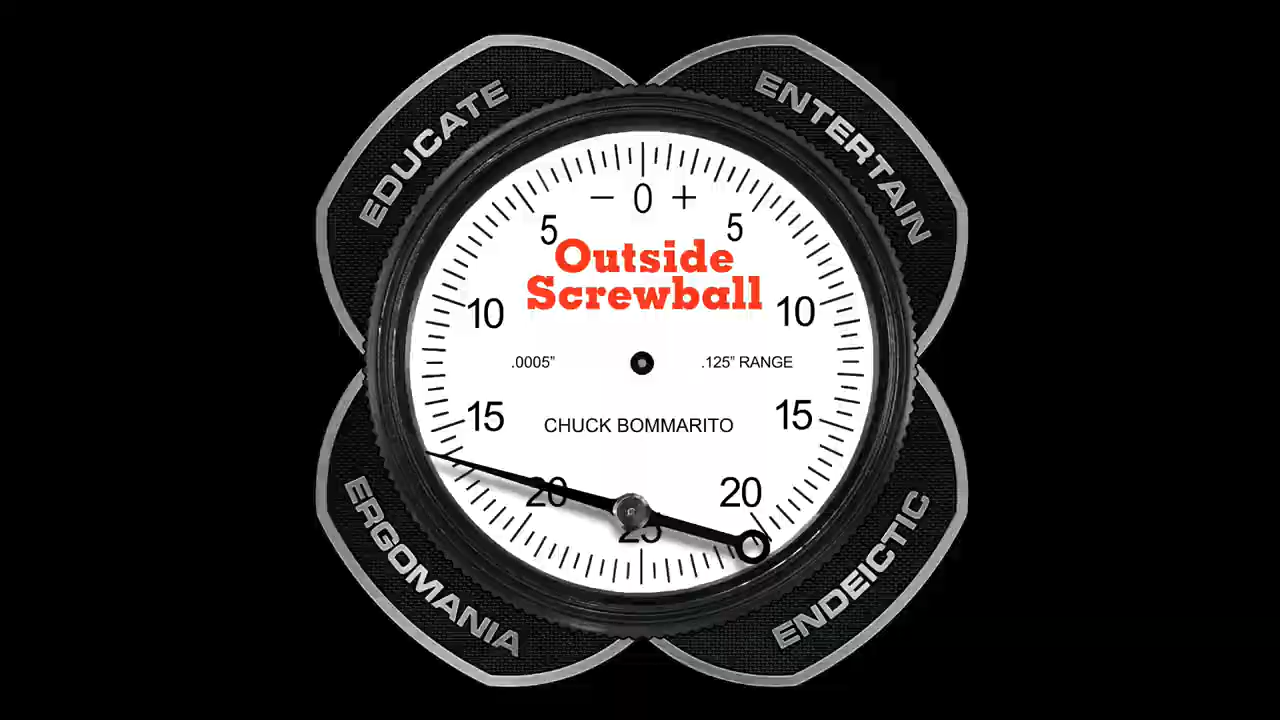 EDUCATE
ENTERTAIN
− 0 +
5 5
Outside
Screwball
10 10
.0005" .125" RANGE
15 15
CHUCK BOMMARITO
20 20
25
ERGOMANIA
ENDEICTIC